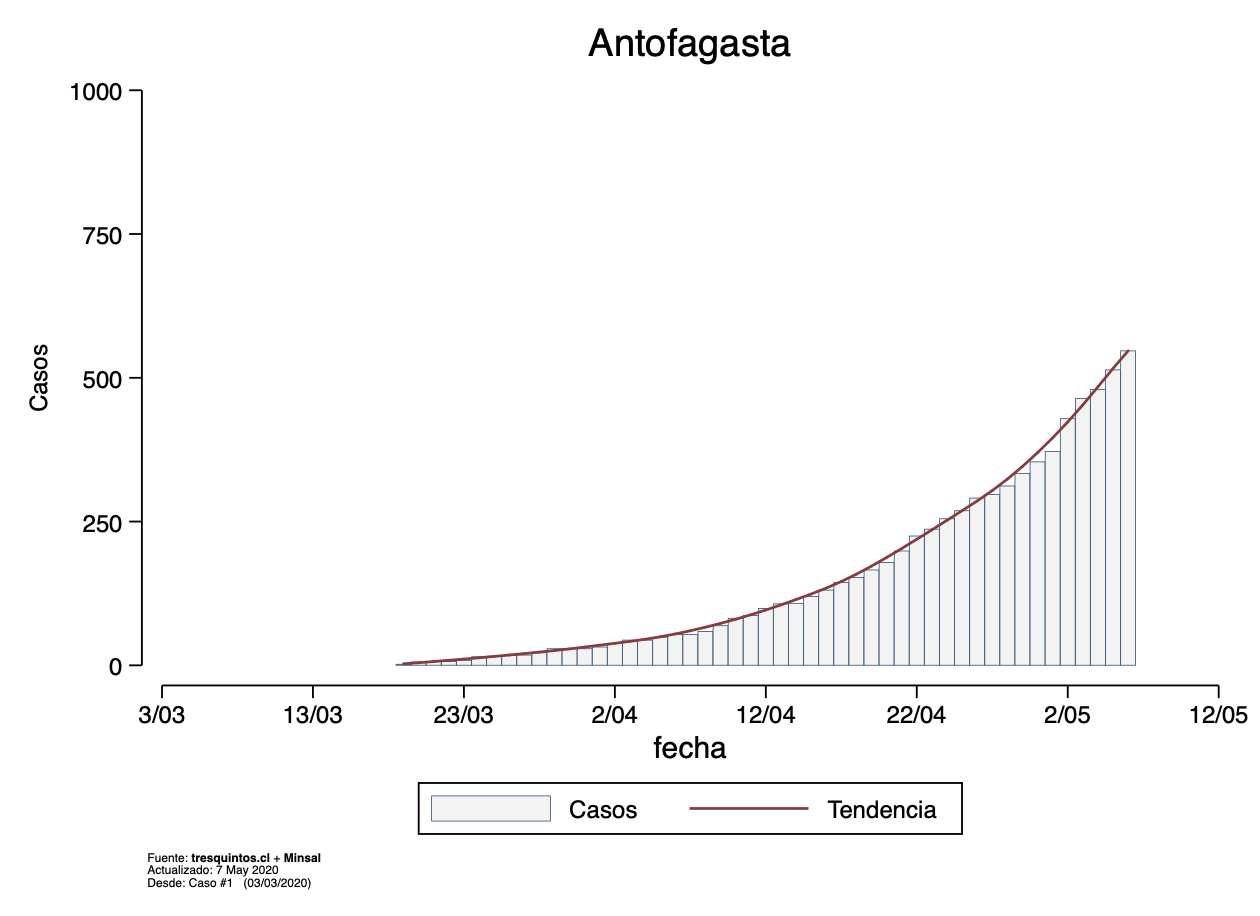 Antofagasta
1000
750
500
250
0
Casos
3/03 13/03 23/03 2/04 12/04 22/04 2/05 12/05
fecha
Casos Tendencia
Fuente: tresquintos.cl + Minsal
Actualizado: 7 May 2020
Desde: Caso #1 (03/03/2020)